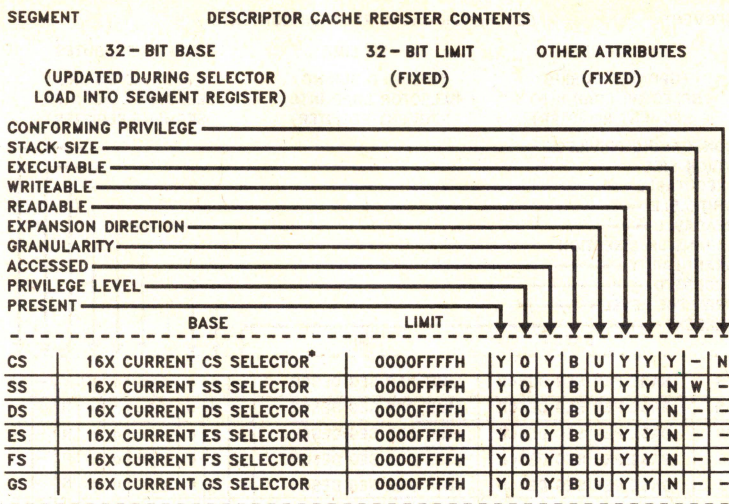 SEGMENT DESCRIPTOR CACHE REGISTER CONTENTS
32 – BIT BASE 32 – BIT LIMIT OTHER ATTRIBUTES
(UPDATED DURING SELECTOR (FIXED) (FIXED)
LOAD INTO SEGMENT REGISTER)
CONFORMING PRIVILEGE
STACK SIZE
EXECUTABLE
WRITEABLE
READABLE
EXPANSION DIRECTION
GRANULARITY
ACCESSED
PRIVILEGE LEVEL
PRESENT
BASE LIMIT
CS 16X CURRENT CS SELECTOR* 0000FFFFH Y 0 Y B U Y Y Y – N
SS 16X CURRENT SS SELECTOR 0000FFFFH Y 0 Y B U Y Y N W –
DS 16X CURRENT DS SELECTOR 0000FFFFH Y 0 Y B U Y Y N – –
ES 16X CURRENT ES SELECTOR 0000FFFFH Y 0 Y B U Y Y N – –
FS 16X CURRENT FS SELECTOR 0000FFFFH Y 0 Y B U Y Y N – –
GS 16X CURRENT GS SELECTOR 0000FFFFH Y 0 Y B U Y Y N – –